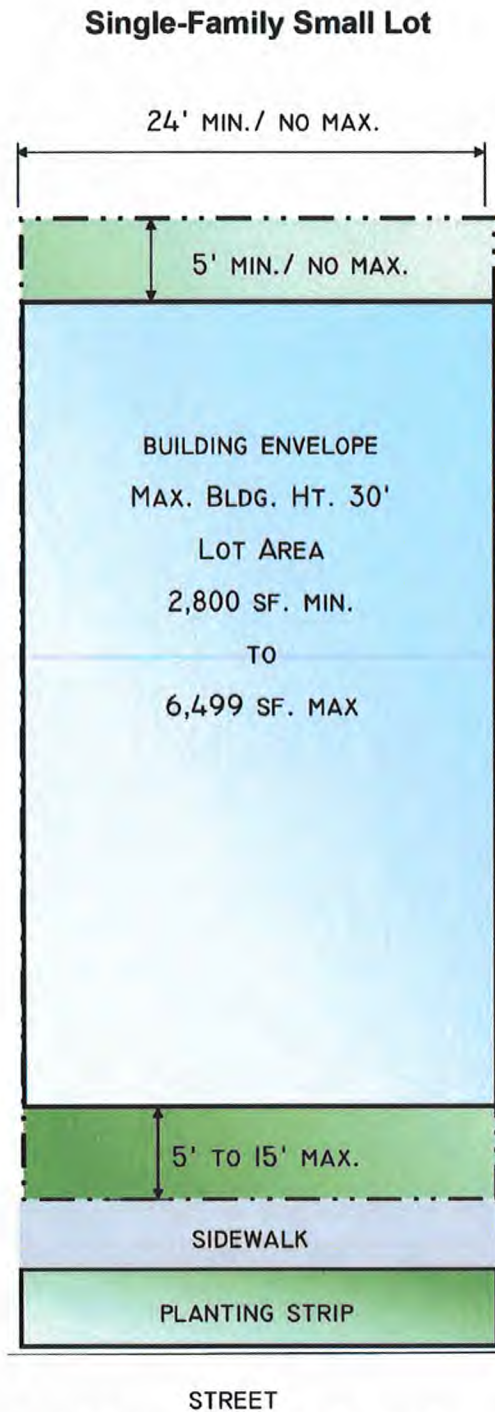 Single-Family Small Lot
24' MIN./ NO MAX.
5' MIN./ NO MAX.
BUILDING ENVELOPE
MAX. BLDG. HT. 30'
LOT AREA
2,800 SF. MIN.
TO
6,499 SF. MAX
5' TO 15' MAX.
SIDEWALK
PLANTING STRIP
STREET